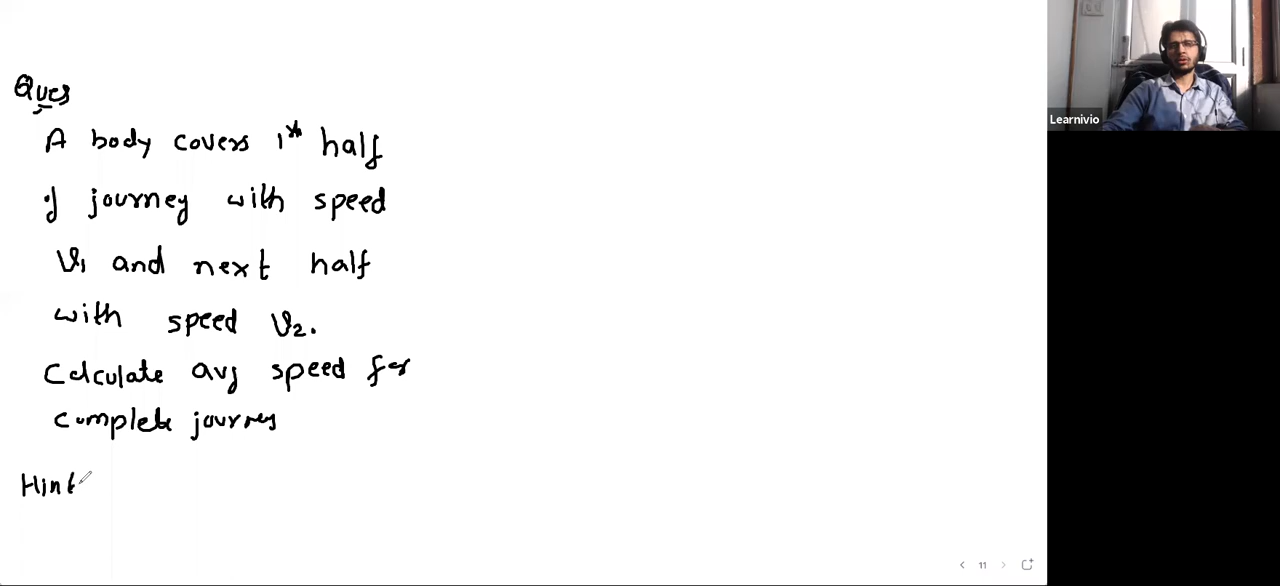 Ques
A body covers 1st half
of journey with speed
v1 and next half
with speed v2.
Calculate avg speed for
complete journey
Hint
Learnivio
11